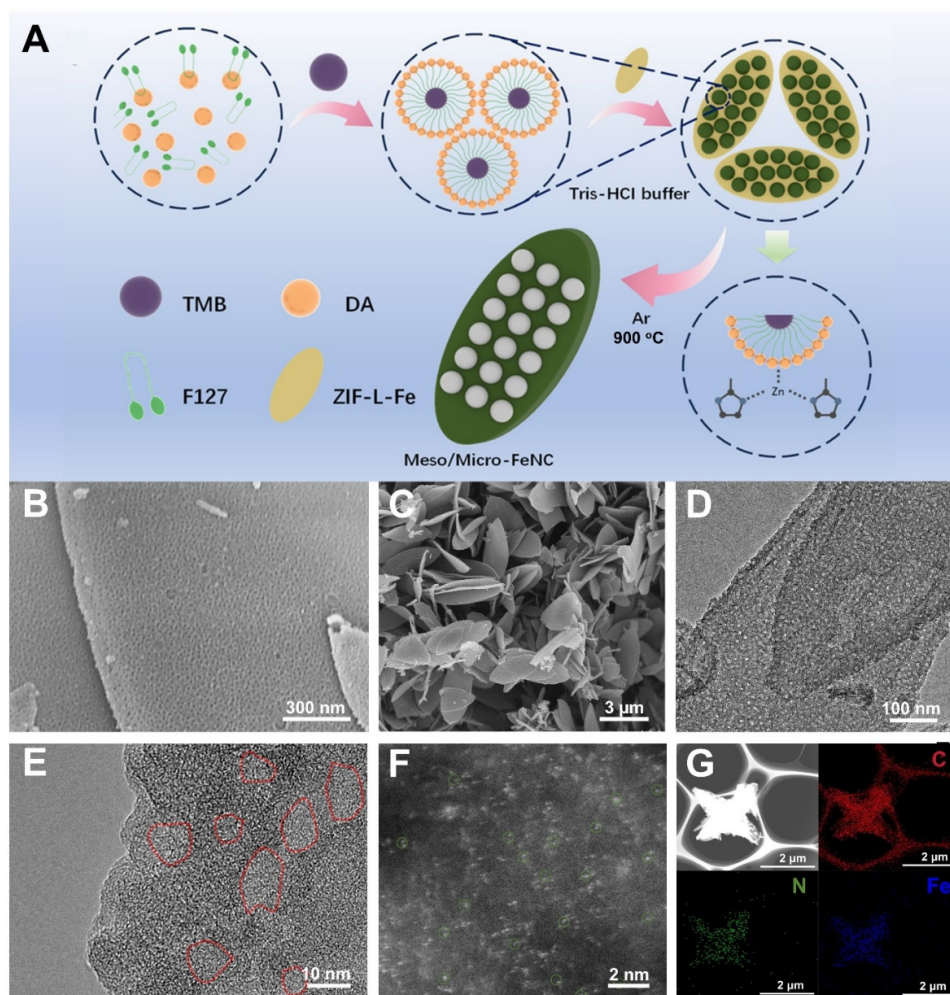 A
Tris-HCl buffer
TMB
DA
Ar
900 °C
F127
ZIF-L-Fe
Zn
Meso/Micro-FeNC
B
300 nm
C
3 µm
D
100 nm
E
10 nm
F
2 nm
G
C
2 µm
2 µm
N
Fe
2 µm
2 µm